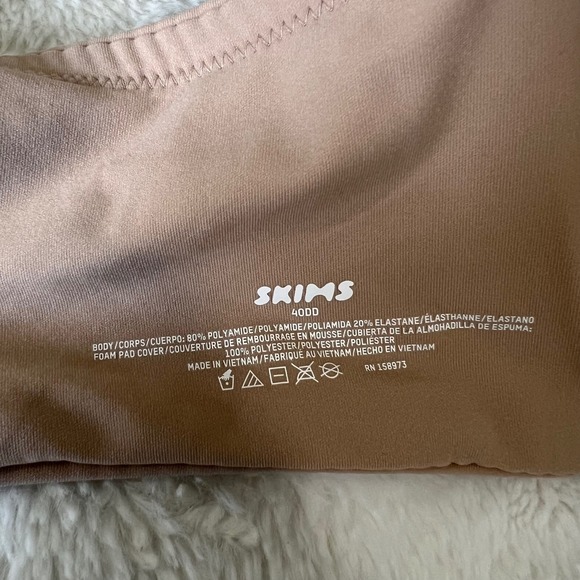 SKIMS
40DD
BODY/CORPS/CUERPO: 80% POLYAMIDE/POLYAMIDE/POLIAMIDA 20% ELASTANE/ÉLASTHANNE/ELASTANO
FOAM PAD COVER/COUVERTURE DE REMBOURRAGE EN MOUSSE/CUBIERTA DE LA ALMOHADILLA DE ESPUMA:
100% POLYESTER/POLYESTER/POLIÉSTER
MADE IN VIETNAM/FABRIQUÉ AU VIETNAM/HECHO EN VIETNAM
RN 158973